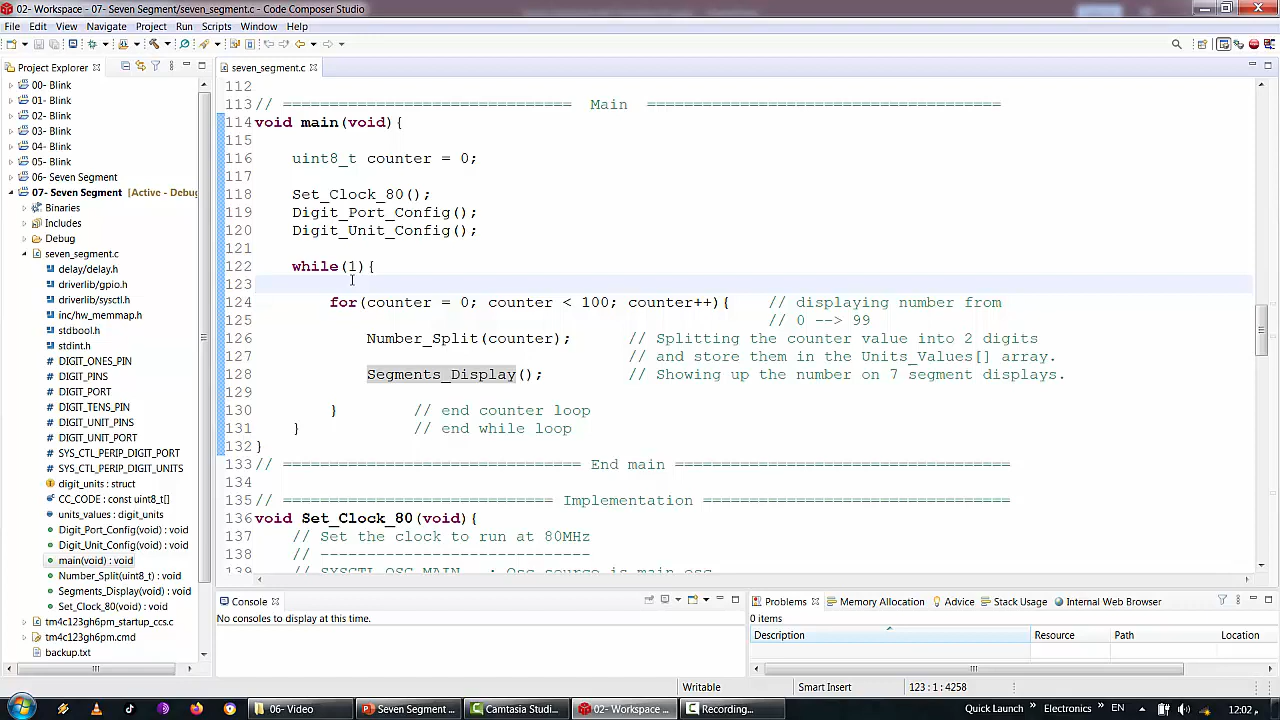 02- Workspace - 07- Seven Segment/seven_segment.c - Code Composer Studio
File Edit View Navigate Project Run Scripts Window Help
Project Explorer
seven_segment.c
00- Blink
01- Blink
02- Blink
03- Blink
04- Blink
05- Blink
06- Seven Segment
07- Seven Segment [Active - Debug
Binaries
Includes
Debug
seven_segment.c
delay/delay.h
driverlib/gpio.h
driverlib/sysctl.h
inc/hw_memmap.h
stdbool.h
stdint.h
DIGIT_ONES_PIN
DIGIT_PINS
DIGIT_PORT
DIGIT_TENS_PIN
DIGIT_UNIT_PINS
DIGIT_UNIT_PORT
SYS_CTL_PERIP_DIGIT_PORT
SYS_CTL_PERIP_DIGIT_UNITS
digit_units : struct
CC_CODE : const uint8_t[]
units_values : digit_units
Digit_Port_Config(void) : void
Digit_Unit_Config(void) : void
main(void) : void
Number_Split(uint8_t) : void
Segments_Display(void) : void
Set_Clock_80(void) : void
tm4c123gh6pm_startup_ccs.c
tm4c123gh6pm.cmd
backup.txt
112
113 // =============================== Main ======================================
114 void main(void){
115
116 uint8_t counter = 0;
117
118 Set_Clock_80();
119 Digit_Port_Config();
120 Digit_Unit_Config();
121
122 while(1){
123
124 for(counter = 0; counter < 100; counter++){ // displaying number from
125 // 0 --> 99
126 Number_Split(counter); // Splitting the counter value into 2 digits
127 // and store them in the Units_Values[] array.
128 Segments_Display(); // Showing up the number on 7 segment displays.
129
130 } // end counter loop
131 } // end while loop
132 }
133 // ================================ End main ====================================
134
135 // ============================= Implementation =================================
136 void Set_Clock_80(void){
137 // Set the clock to run at 80MHz
138 // -----------------------------
139 // SYSCTL_OSC_MAIN : Osc source is main osc
Console
No consoles to display at this time.
Problems Memory Allocation Advice Stack Usage Internal Web Browser
0 items
Description Resource Path Location
Writable Smart Insert 123 : 1 : 4258
06- Video Seven Segment ... Camtasia Studi... 02- Workspace ... Recording... Quick Launch » Electronics » EN 12:02 م